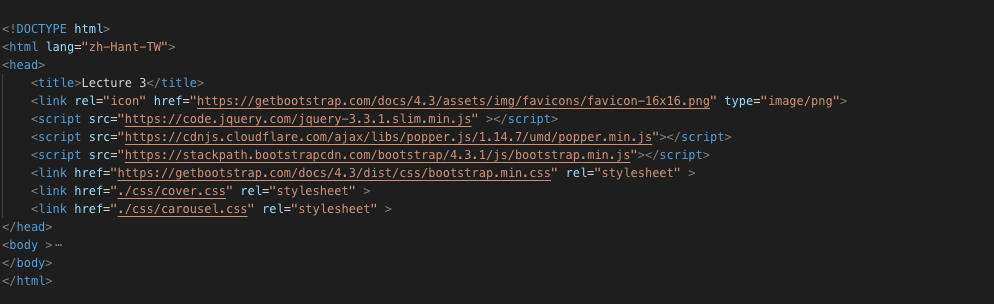 <!DOCTYPE html>
<html lang="zh-Hant-TW">
<head>
    <title>Lecture 3</title>
    <link rel="icon" href="https://getbootstrap.com/docs/4.3/assets/img/favicons/favicon-16x16.png" type="image/png">
    <script src="https://code.jquery.com/jquery-3.3.1.slim.min.js" ></script>
    <script src="https://cdnjs.cloudflare.com/ajax/libs/popper.js/1.14.7/umd/popper.min.js"></script>
    <script src="https://stackpath.bootstrapcdn.com/bootstrap/4.3.1/js/bootstrap.min.js"></script>
    <link href="https://getbootstrap.com/docs/4.3/dist/css/bootstrap.min.css" rel="stylesheet" >
    <link href="./css/cover.css" rel="stylesheet" >
    <link href="./css/carousel.css" rel="stylesheet" >
</head>
<body >⋯
</body>
</html>